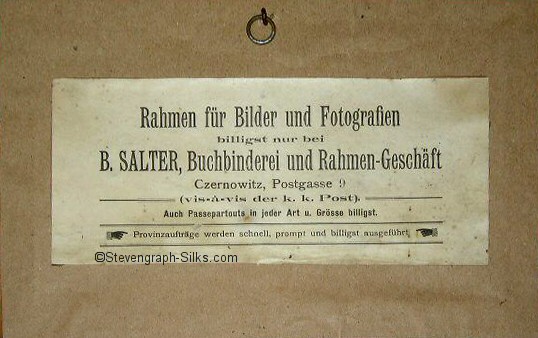 Rahmen für Bilder und Fotografien
billigst nur bei
B. SALTER, Buchbinderei und Rahmen-Geschäft
Czernowitz, Postgasse 9
(vis-à-vis der k. k. Post).
Auch Passepartouts in jeder Art u. Grösse billigst.
Provinzaufträge werden schnell, prompt und billigst ausgeführt
©Stevengraph-Silks.com